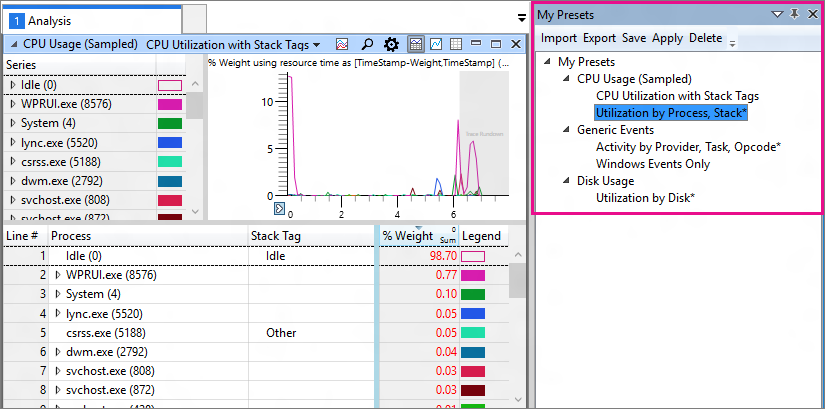 1 Analysis
CPU Usage (Sampled) CPU Utilization with Stack Tags
Series
Idle (0)
WPRUI.exe (8576)
System (4)
lync.exe (5520)
csrss.exe (5188)
dwm.exe (2792)
svchost.exe (808)
svchost.exe (872)
% Weight using resource time as [TimeStamp-Weight,TimeStamp] (...
10
5
0
Trace Rundown
0 2 4 6
Line # Process Stack Tag % Weight 0 Sum Legend
1 Idle (0) Idle 98.70
2 WPRUI.exe (8576) 0.77
3 System (4) 0.10
4 lync.exe (5520) 0.05
5 csrss.exe (5188) Other 0.05
6 dwm.exe (2792) 0.04
7 svchost.exe (808) 0.03
8 svchost.exe (872) 0.03
My Presets
Import Export Save Apply Delete
My Presets
CPU Usage (Sampled)
CPU Utilization with Stack Tags
Utilization by Process, Stack*
Generic Events
Activity by Provider, Task, Opcode*
Windows Events Only
Disk Usage
Utilization by Disk*